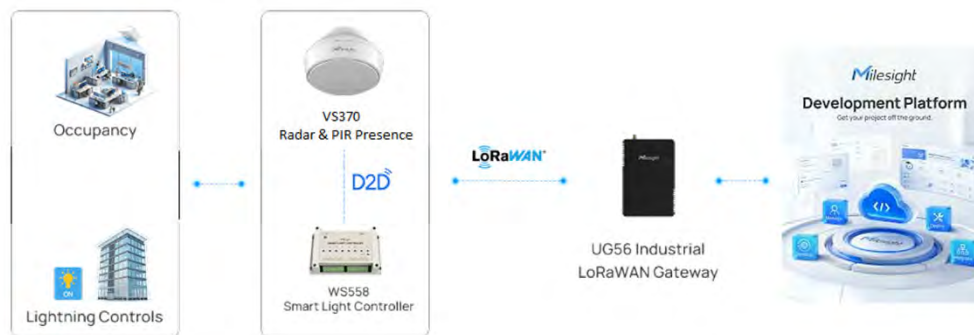 Occupancy
ON
Lightning Controls
VS370
Radar & PIR Presence
D2D
WS558
Smart Light Controller
LoRaWAN
Milesight
UG56 Industrial
LoRaWAN Gateway
Milesight
Development Platform
Get your project off the ground.